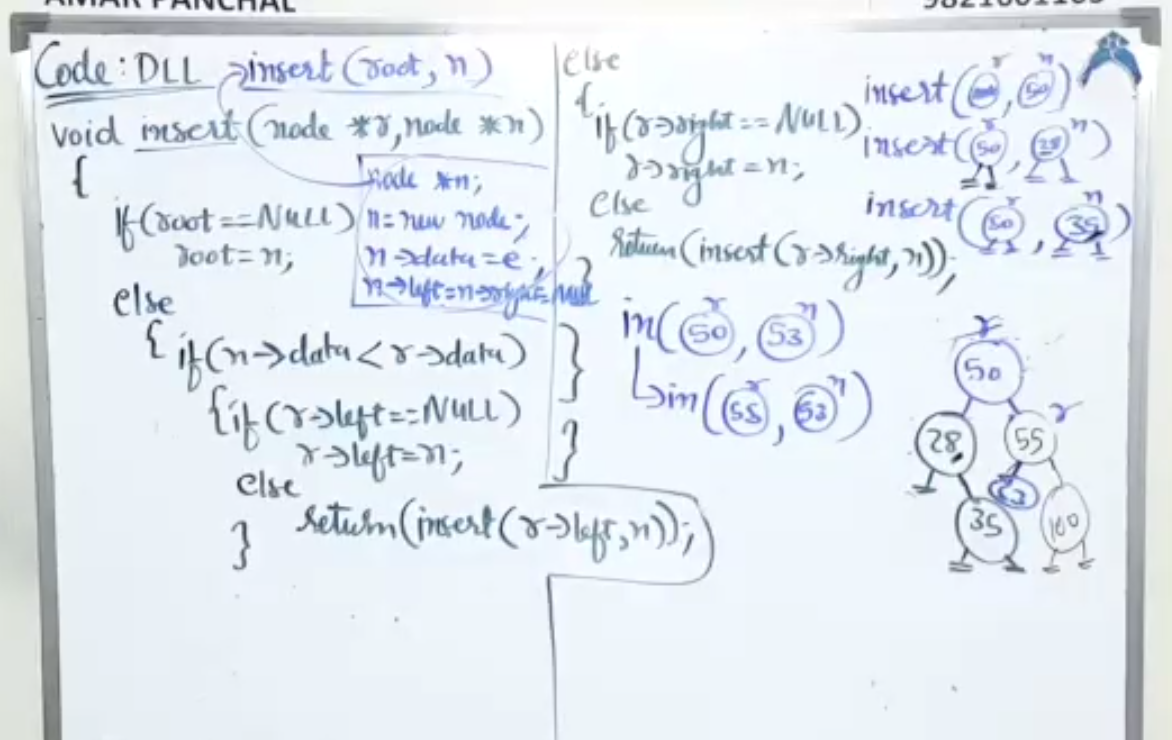 AMAR PANCHAL
Code: DLL
insert(root, n)
void insert(node *r, node *n)
{
node *n;
n = new node;
n→data = e;
n→left = n→right = NULL
if(root == NULL)
root = n;
else
{ if(n→data < r→data)
{ if(r→left == NULL)
r→left = n;
else
return(insert(r→left, n));
}
else
{
if(r→right == NULL)
r→right = n;
else
return(insert(r→right, n));
}
}
}
r n
insert( , 50)
r n
insert(50, 28)
r n
insert(50, 35)
r n
in(50, 53)
r n
↳in(55, 53)
r
50
28 55 r
53
35 100